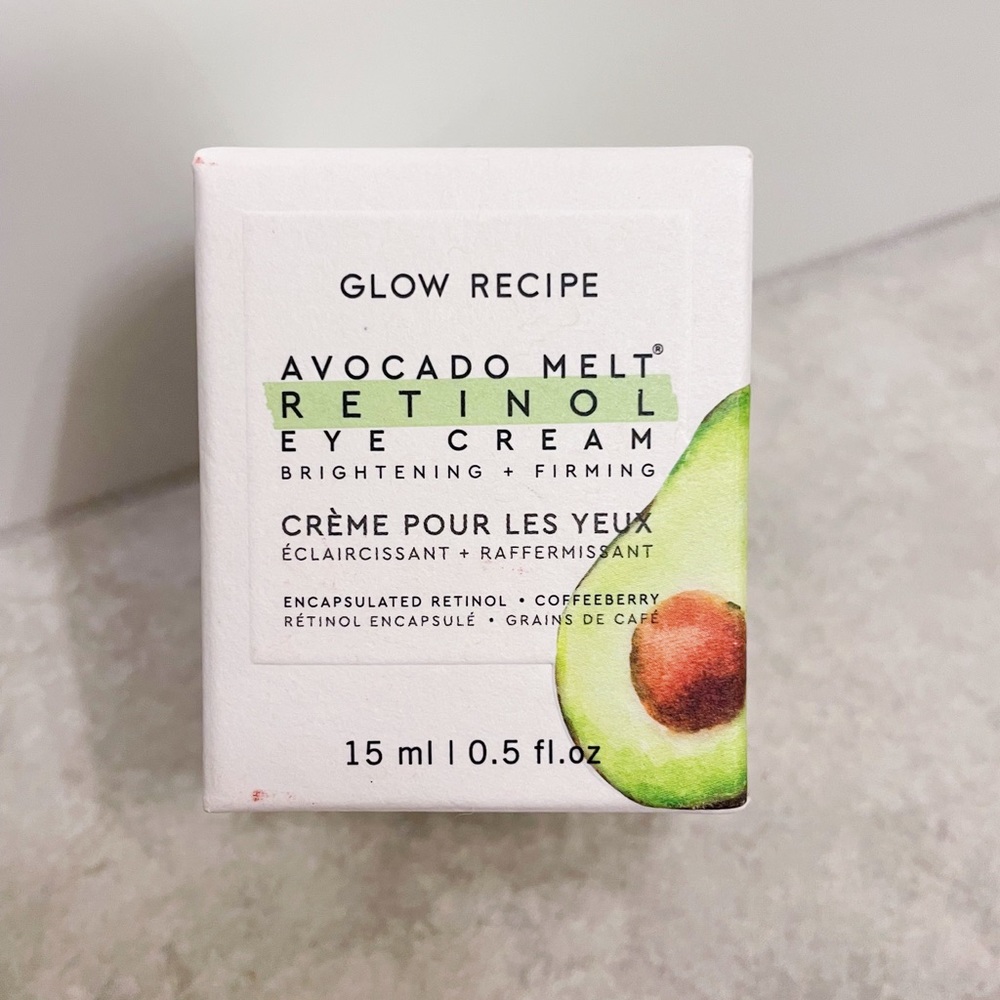 GLOW RECIPE
AVOCADO MELT®
RETINOL
EYE CREAM
BRIGHTENING + FIRMING
CRÈME POUR LES YEUX
ÉCLAIRCISSANT + RAFFERMISSANT
ENCAPSULATED RETINOL • COFFEEBERRY
RÉTINOL ENCAPSULÉ • GRAINS DE CAFÉ
15 ml | 0.5 fl.oz